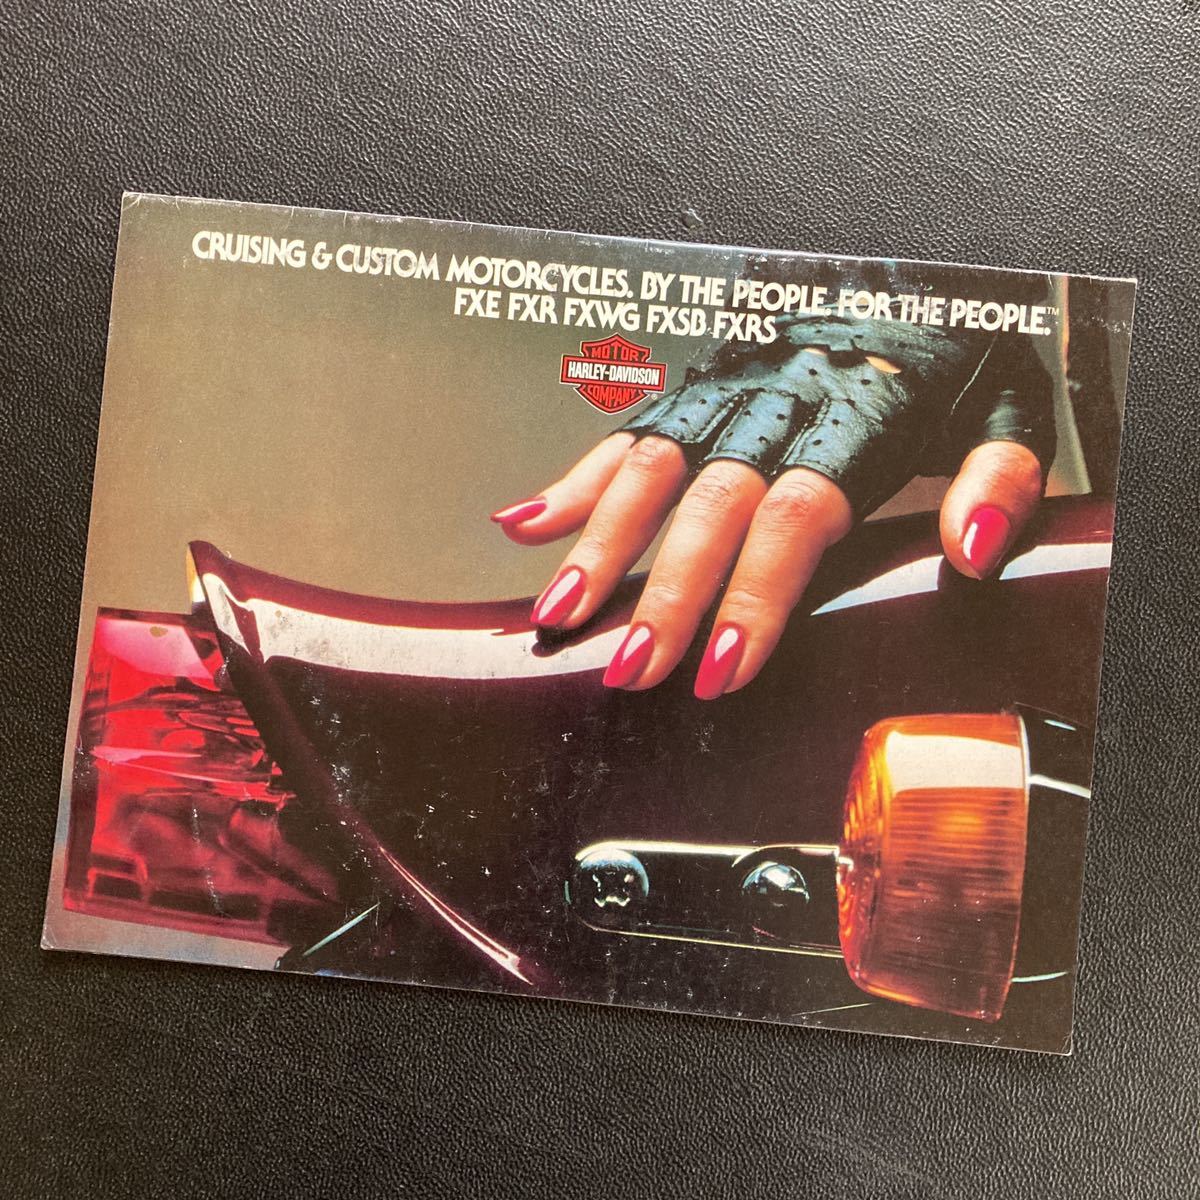 CRUISING & CUSTOM MOTORCYCLES. BY THE PEOPLE. FOR THE PEOPLE.™
FXE FXR FXWG FXSB FXRS
MOTOR
HARLEY-DAVIDSON
COMPANY
®